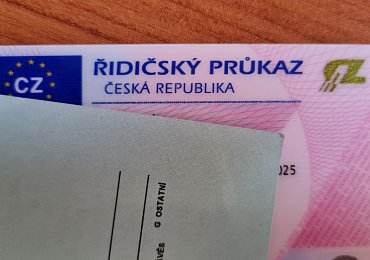 CZ
ŘIDIČSKÝ PRŮKAZ
ČESKÁ REPUBLIKA
025
G OSTATNÍ